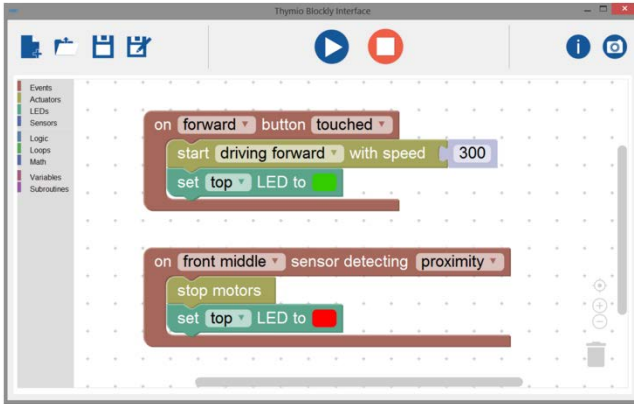 Thymio Blockly Interface
Events
Actuators
LEDs
Sensors
Logic
Loops
Math
Variables
Subroutines
on forward button touched
start driving forward with speed 300
set top LED to
on front middle sensor detecting proximity
stop motors
set top LED to